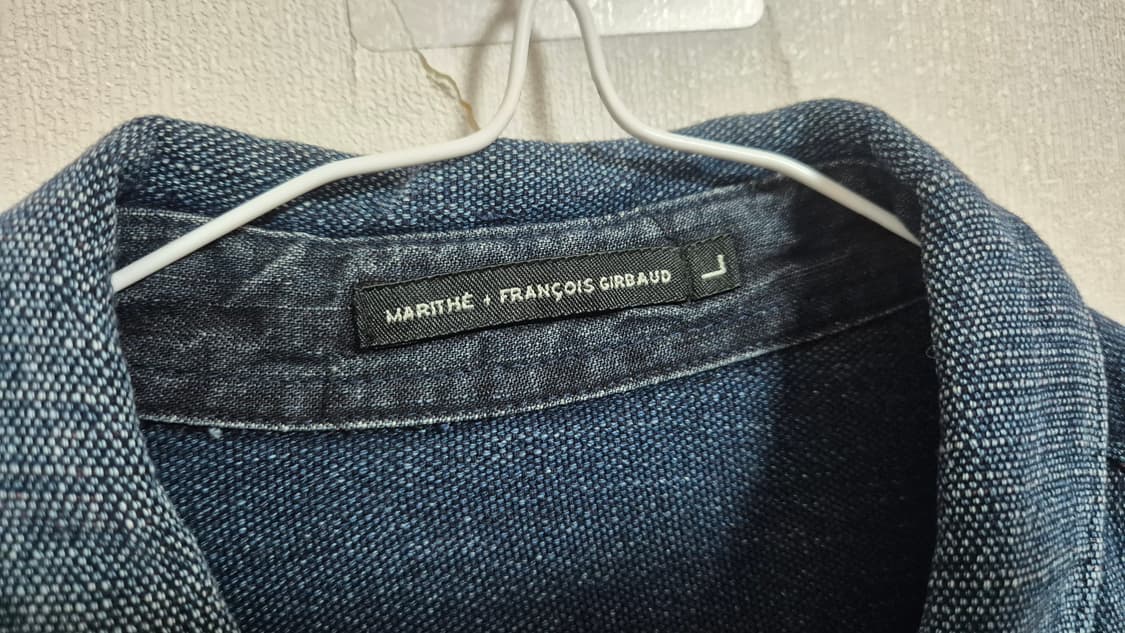 MARITHÉ + FRANÇOIS GIRBAUD
L